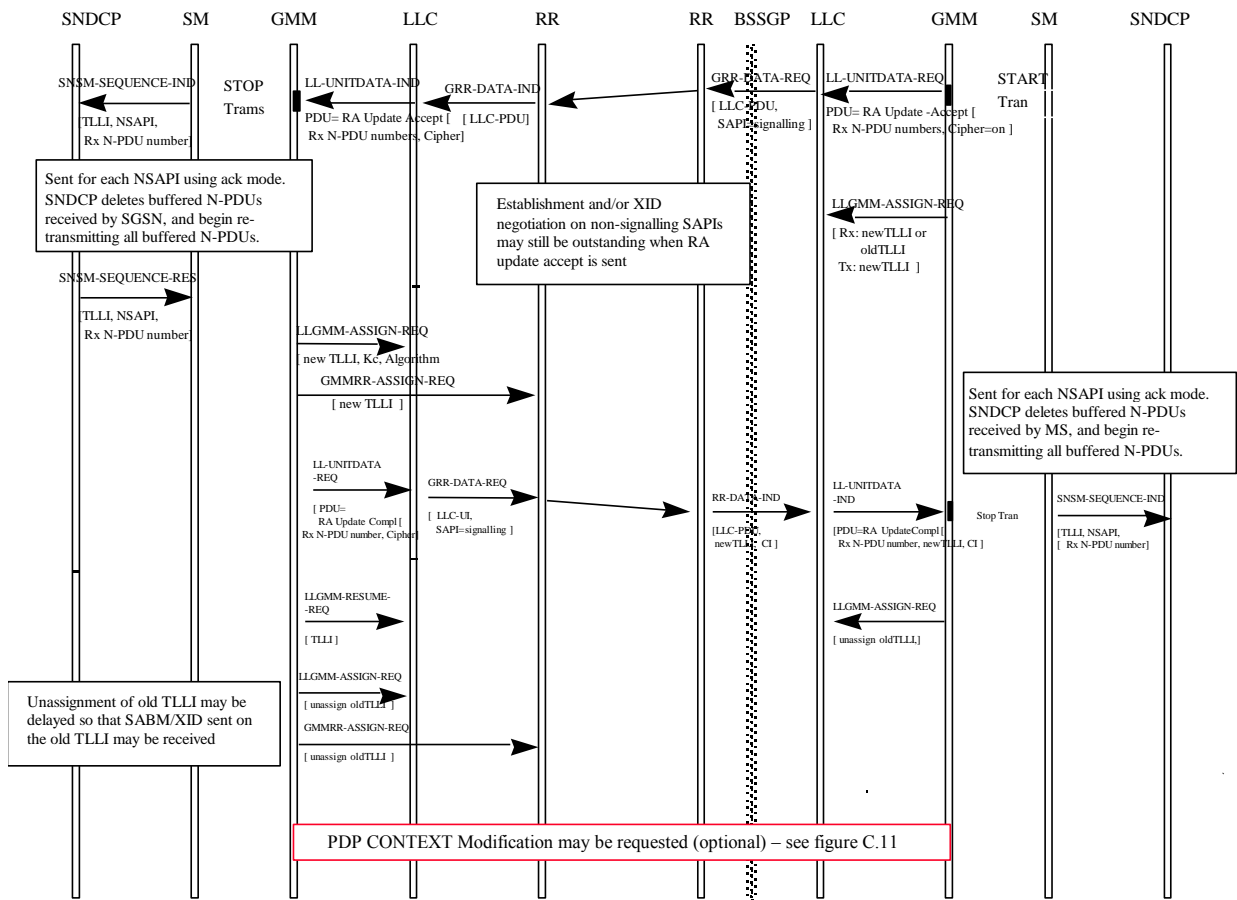 SNDCP SM GMM LLC RR RR BSSGP LLC GMM SM SNDCP
SNSM-SEQUENCE-IND
[TLLI, NSAPI,
Rx N-PDU number]
STOP
Trams
LL-UNITDATA-IND
PDU= RA Update Accept [
Rx N-PDU numbers, Cipher]
GRR-DATA-IND
[ LLC-PDU]
GRR-DATA-REQ
[ LLC-PDU,
SAPI=signalling ]
LL-UNITDATA-REQ
PDU= RA Update -Accept [
Rx N-PDU numbers, Cipher=on ]
START
Tran
Sent for each NSAPI using ack mode.
SNDCP deletes buffered N-PDUs
received by SGSN, and begin re-
transmitting all buffered N-PDUs.
Establishment and/or XID
negotiation on non-signalling SAPIs
may still be outstanding when RA
update accept is sent
LLGMM-ASSIGN-REQ
[ Rx: newTLLI or
oldTLLI
Tx: newTLLI ]
SNSM-SEQUENCE-RES
[TLLI, NSAPI,
Rx N-PDU number]
LLGMM-ASSIGN-REQ
[ new TLLI, Kc, Algorithm
GMMRR-ASSIGN-REQ
[ new TLLI ]
Sent for each NSAPI using ack mode.
SNDCP deletes buffered N-PDUs
received by MS, and begin re-
transmitting all buffered N-PDUs.
LL-UNITDATA
-REQ
[ PDU=
RA Update Compl [
Rx N-PDU number, Cipher]
GRR-DATA-REQ
[ LLC-UI,
SAPI=signalling ]
RR-DATA-IND
[LLC-PDU,
newTLLI, CI ]
LL-UNITDATA
-IND
[PDU=RA UpdateCompl [
Rx N-PDU number, newTLLI, CI ]
Stop Tran
SNSM-SEQUENCE-IND
[TLLI, NSAPI,
[ Rx N-PDU number]
LLGMM-RESUME-
-REQ
[ TLLI ]
LLGMM-ASSIGN-REQ
[ unassign oldTLLI,]
Unassignment of old TLLI may be
delayed so that SABM/XID sent on
the old TLLI may be received
LLGMM-ASSIGN-REQ
[ unassign oldTLLI ]
GMMRR-ASSIGN-REQ
[ unassign oldTLLI ]
PDP CONTEXT Modification may be requested (optional) – see figure C.11